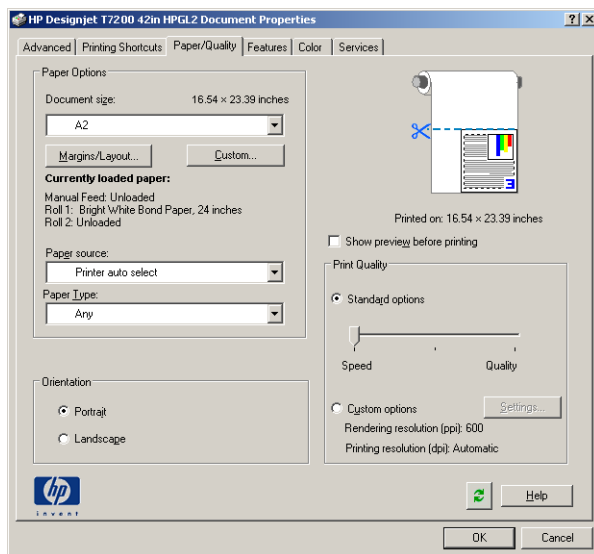 HP Designjet T7200 42in HPGL2 Document Properties
Advanced
Printing Shortcuts
Paper/Quality
Features
Color
Services
Paper Options
Document size:
16.54 × 23.39 inches
A2
Margins/Layout...
Custom...
Currently loaded paper:
Manual Feed: Unloaded
Roll 1: Bright White Bond Paper, 24 inches
Roll 2: Unloaded
Paper source:
Printer auto select
Paper Type:
Any
Orientation
Portrait
Landscape
3
Printed on: 16.54 × 23.39 inches
Show preview before printing
Print Quality
Standard options
Speed
Quality
Custom options
Settings...
Rendering resolution (ppi): 600
Printing resolution (dpi): Automatic
hp
invent
Help
OK
Cancel